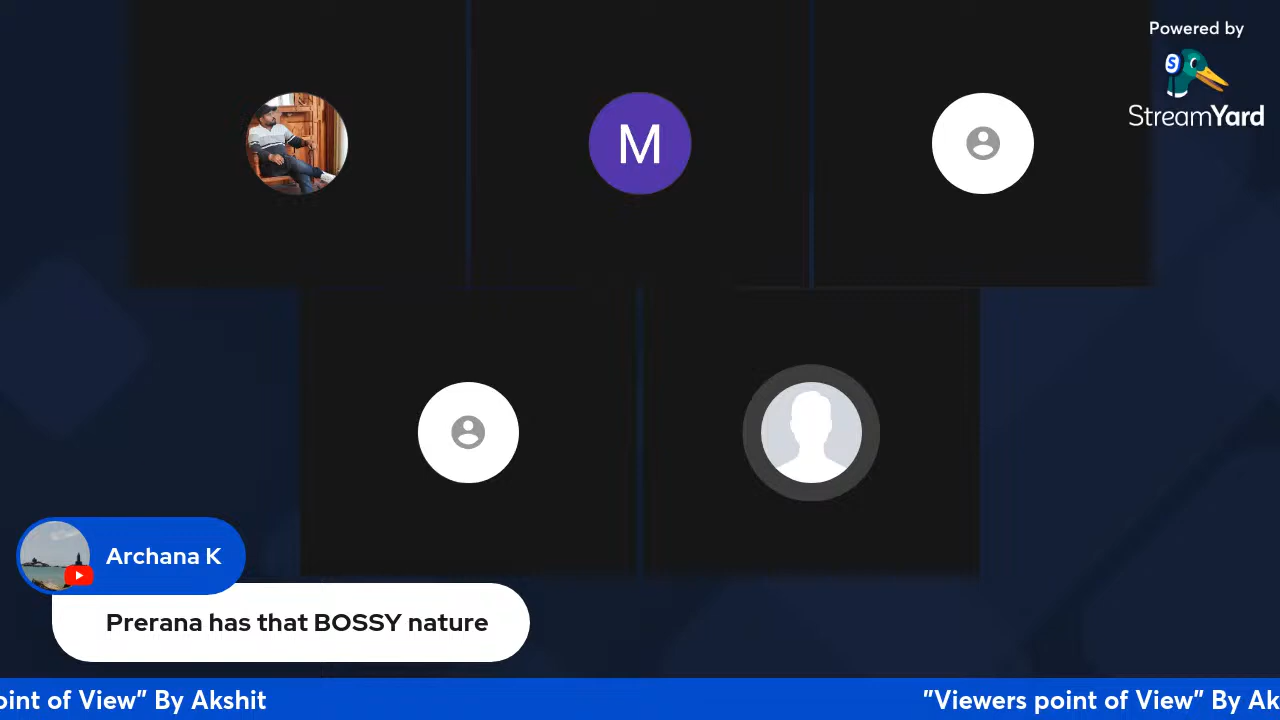 Powered by
S
StreamYard
M
Archana K
Prerana has that BOSSY nature
oint of View" By Akshit
"Viewers point of View" By Ak